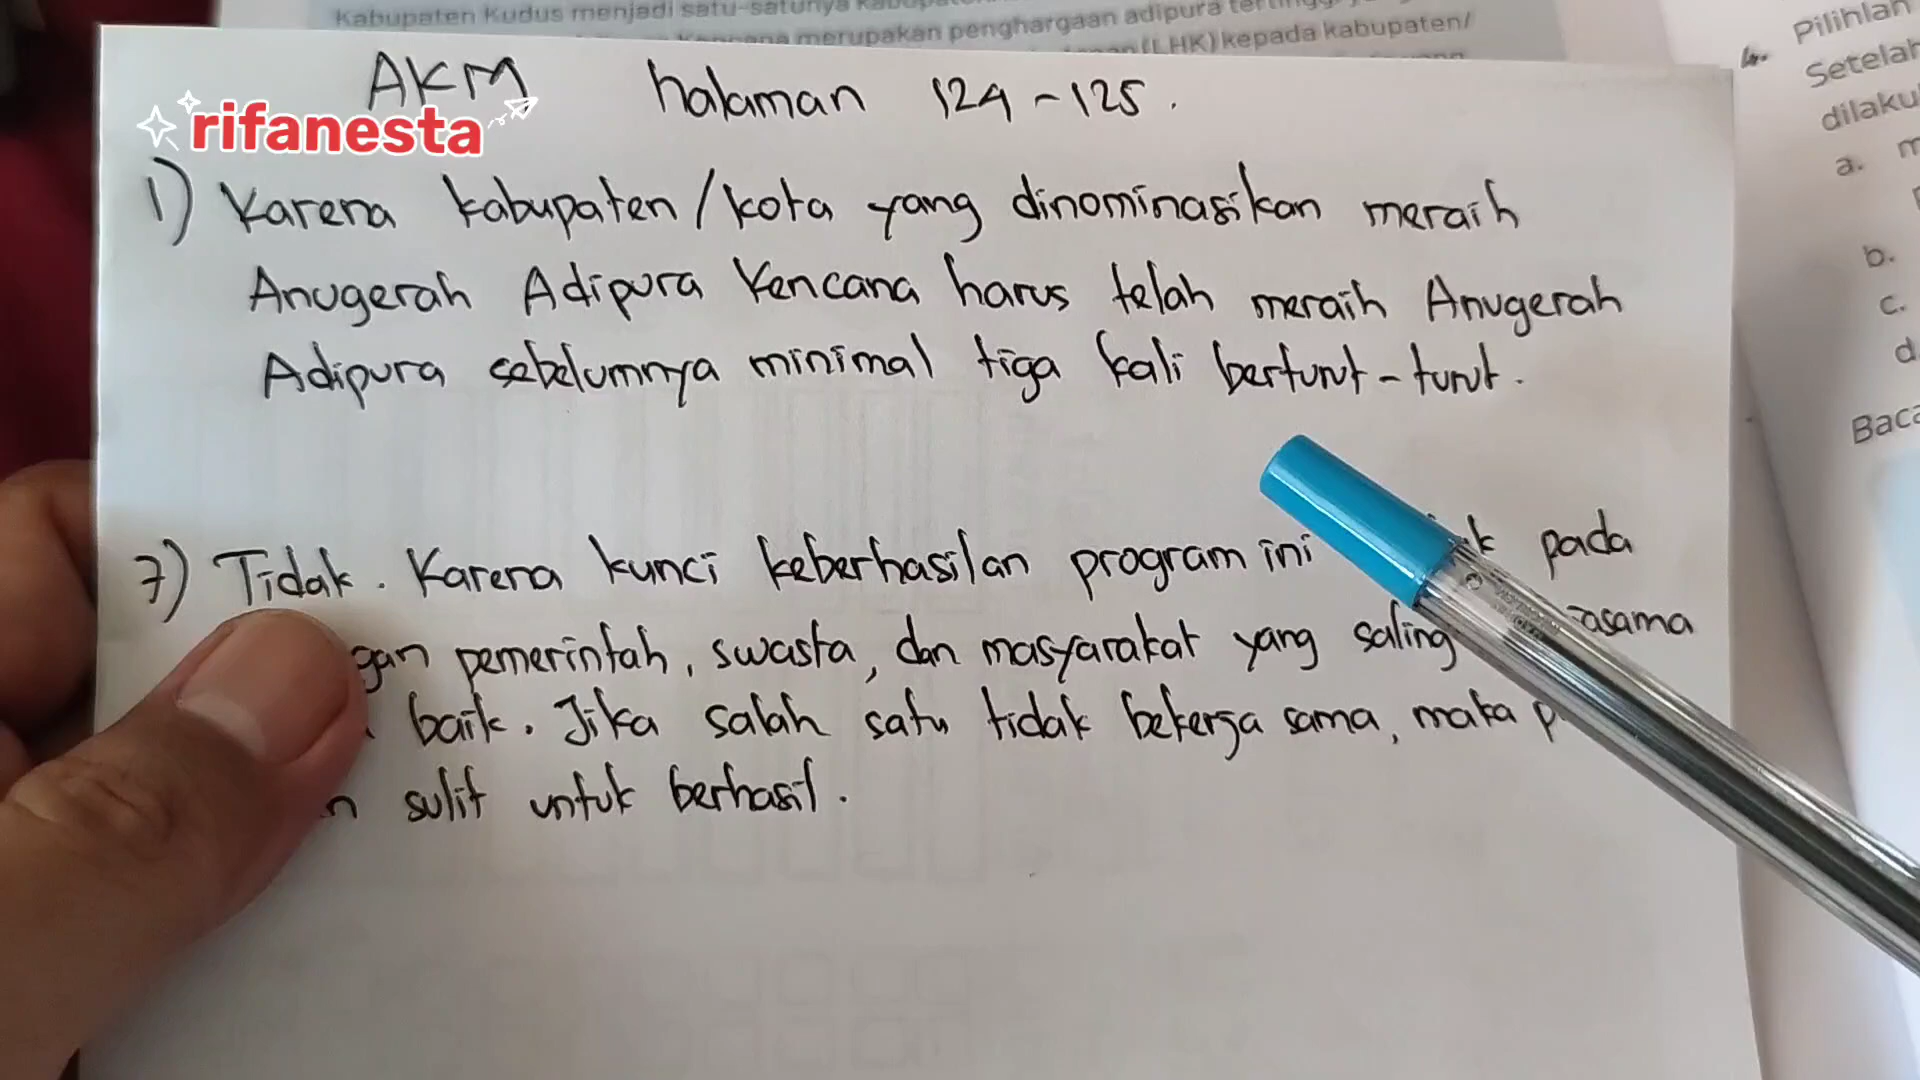 Kabupaten Kudus menjadi satu-satunya
merupakan penghargaan adipura
(LHK) kepada kabupaten/
AKM halaman 124-125.
rifanesta
1) Karena kabupaten/kota yang dinominasikan meraih
Anugerah Adipura Kencana harus telah meraih Anugerah
Adipura sebelumnya minimal tiga kali berturut-turut.
7) Tidak. Karena kunci keberhasilan program ini pada
pemerintah, swasta, dan masyarakat yang saling
baik. Jika salah satu tidak bekerja sama, maka
sulit untuk berhasil.
Pilihlah
Setelah
a.
b.
c.
d